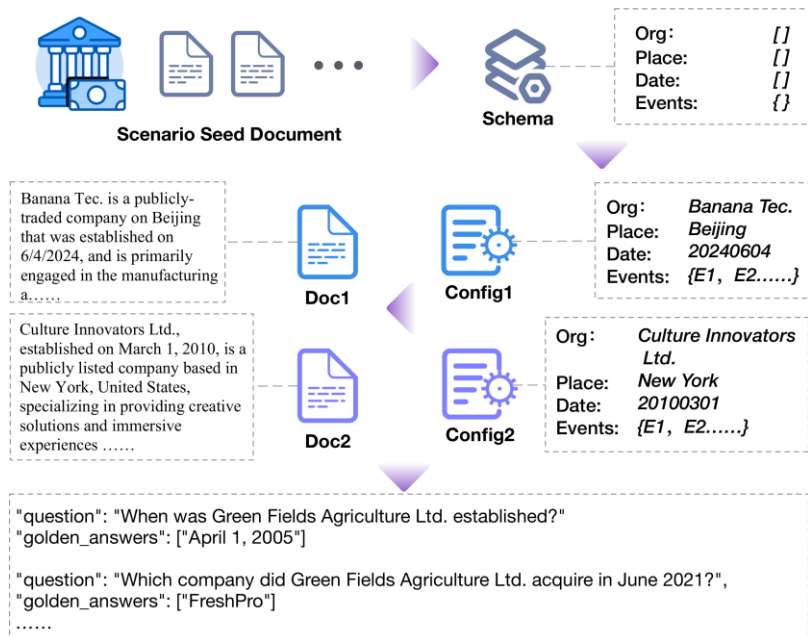 Scenario Seed Document
Schema
Org: []
Place: []
Date: []
Events: {}
Banana Tec. is a publicly-
traded company on Beijing
that was established on
6/4/2024, and is primarily
engaged in the manufacturing
a……
Doc1
Config1
Org: Banana Tec.
Place: Beijing
Date: 20240604
Events: {E1, E2……}
Culture Innovators Ltd.,
established on March 1, 2010, is a
publicly listed company based in
New York, United States,
specializing in providing creative
solutions and immersive
experiences ……
Doc2
Config2
Org: Culture Innovators
Ltd.
Place: New York
Date: 20100301
Events: {E1, E2……}
"question": "When was Green Fields Agriculture Ltd. established?"
"golden_answers": ["April 1, 2005"]
"question": "Which company did Green Fields Agriculture Ltd. acquire in June 2021?",
"golden_answers": ["FreshPro"]
……